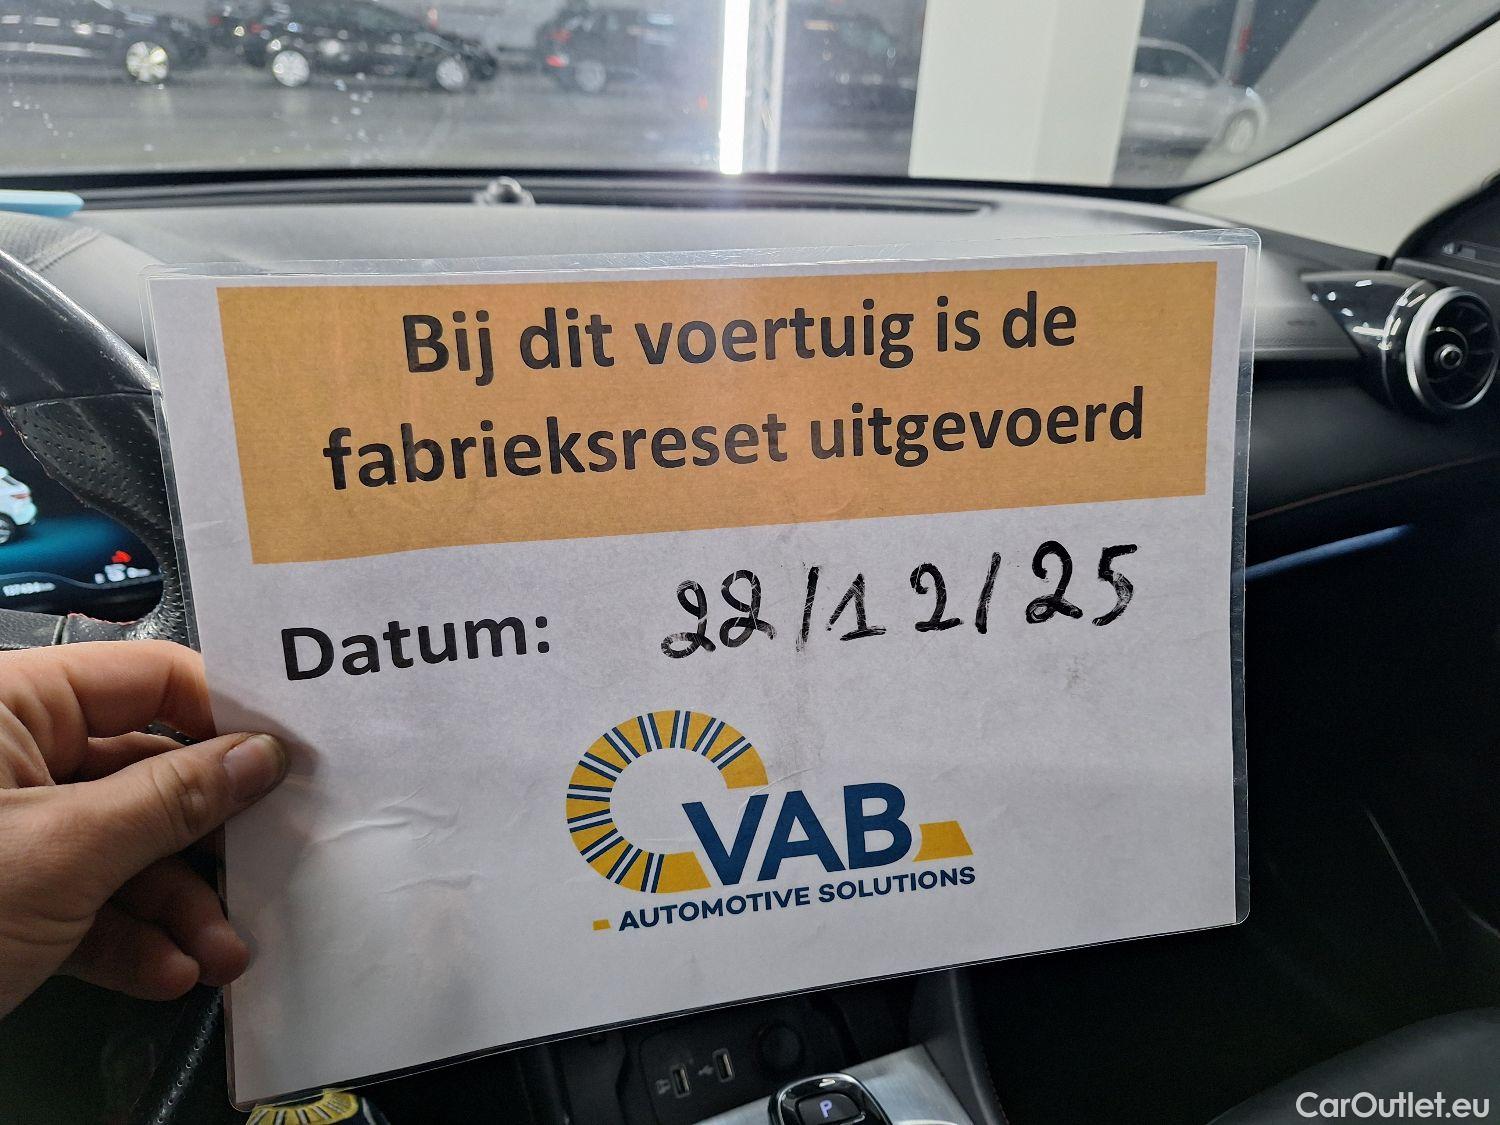 Bij dit voertuig is de
fabrieksreset uitgevoerd
Datum: 22/12/25
VAB
AUTOMOTIVE SOLUTIONS
P
CarOutlet.eu